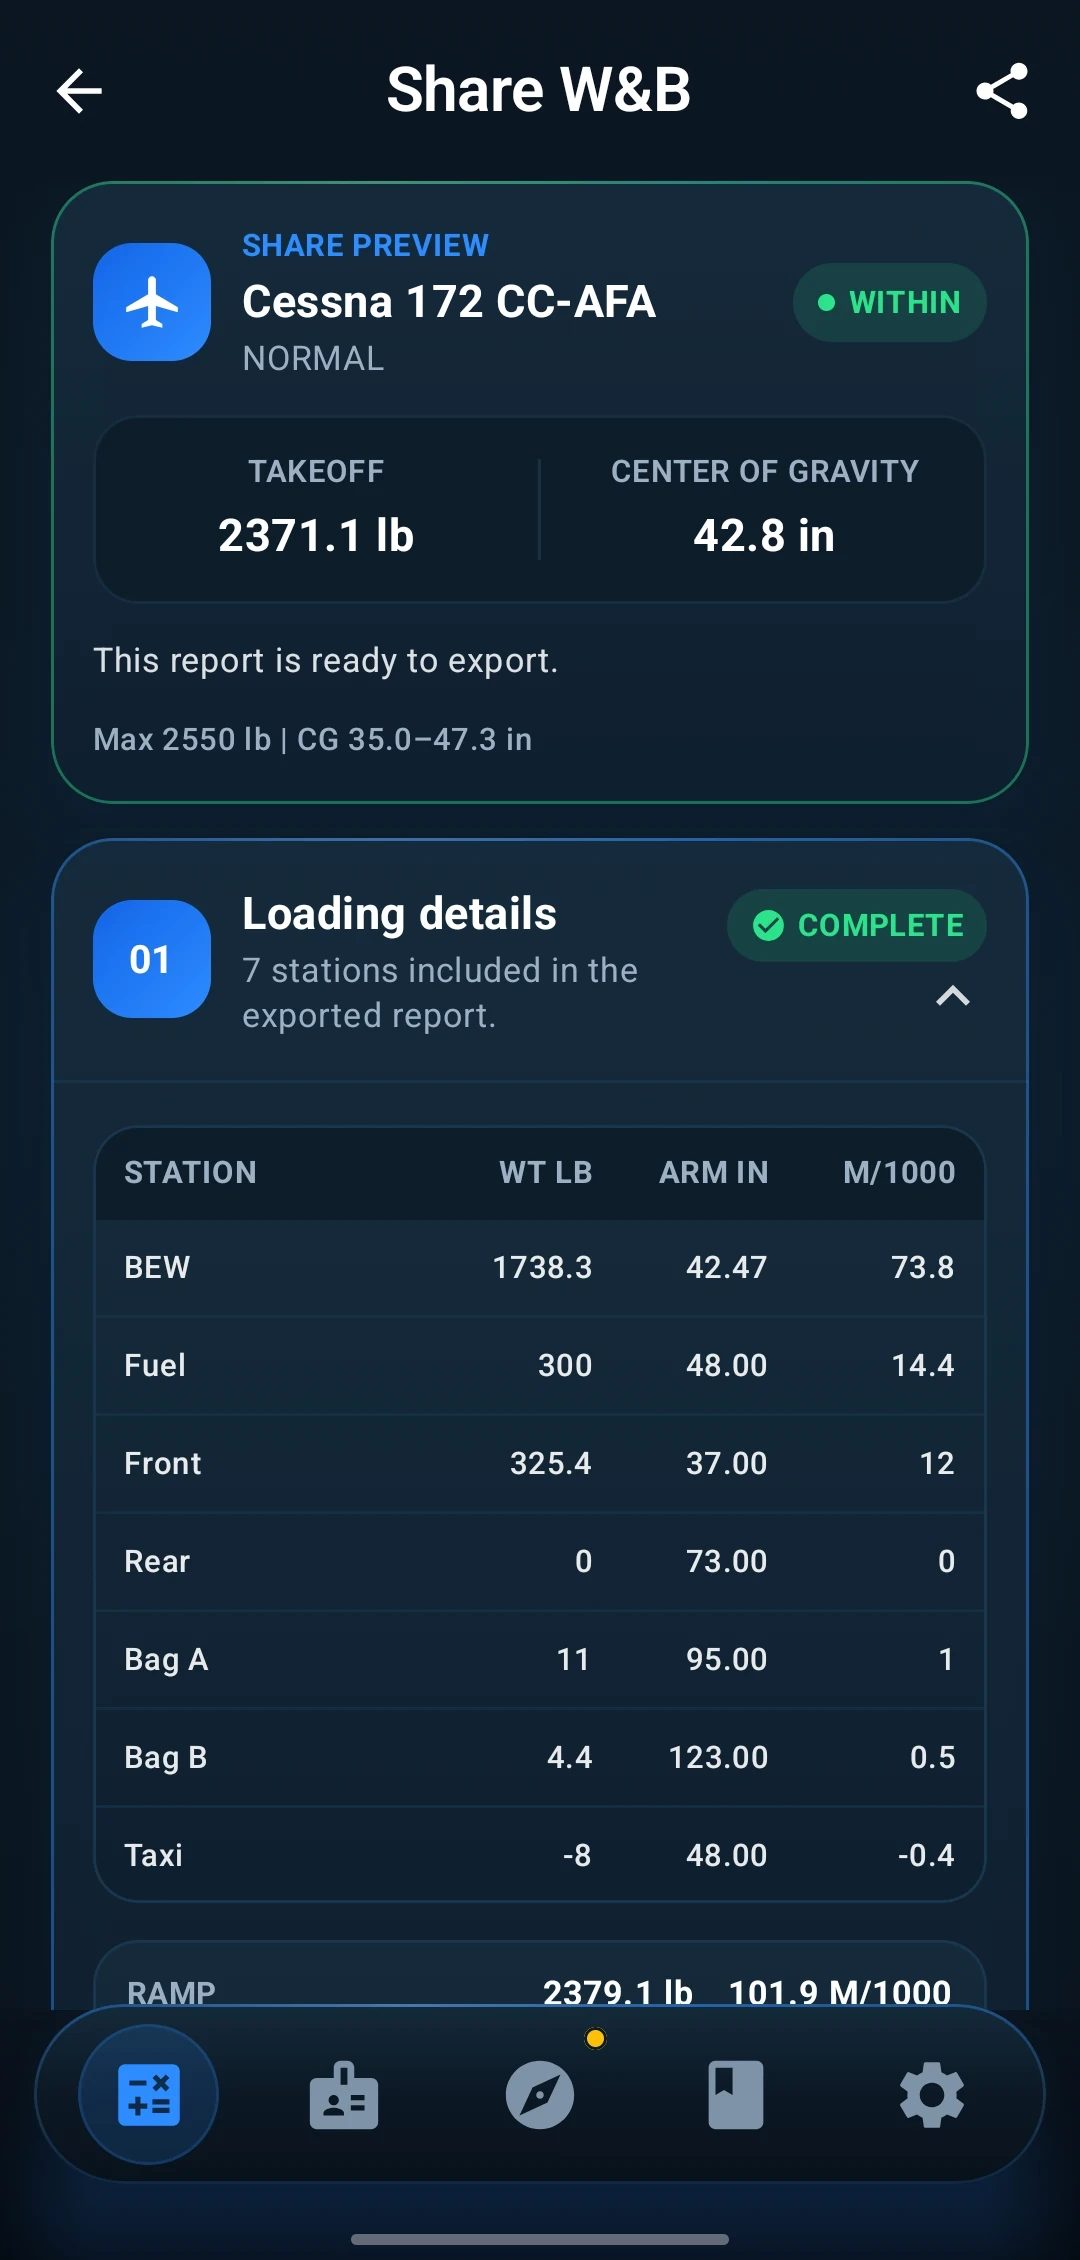 Share W&B
SHARE PREVIEW
Cessna 172 CC-AFA
NORMAL
WITHIN
TAKEOFF
2371.1 lb
CENTER OF GRAVITY
42.8 in
This report is ready to export.
Max 2550 lb | CG 35.0–47.3 in
01
Loading details
7 stations included in the
exported report.
COMPLETE
STATION WT LB ARM IN M/1000
BEW 1738.3 42.47 73.8
Fuel 300 48.00 14.4
Front 325.4 37.00 12
Rear 0 73.00 0
Bag A 11 95.00 1
Bag B 4.4 123.00 0.5
Taxi -8 48.00 -0.4
RAMP 2379.1 lb 101.9 M/1000